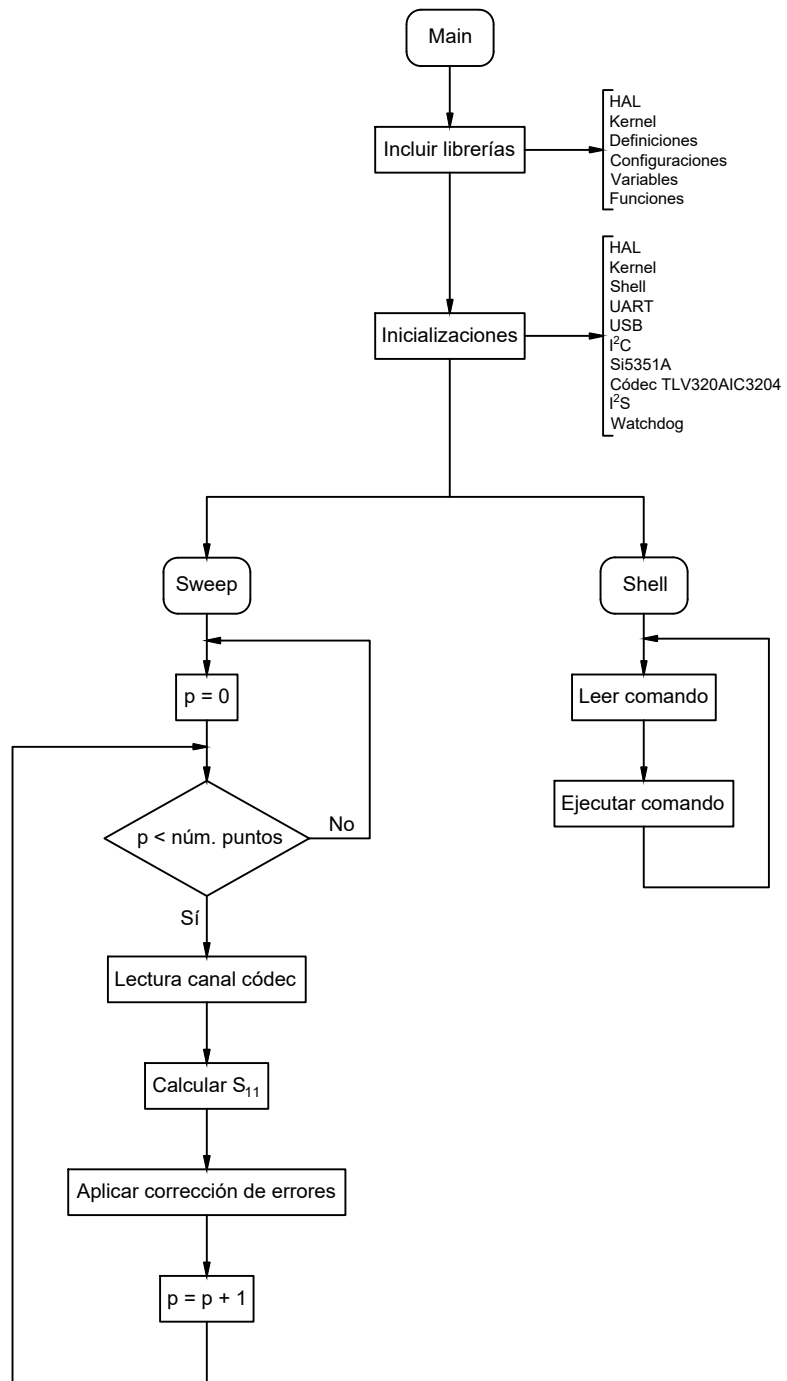 Main
Incluir librerías
HAL
Kernel
Definiciones
Configuraciones
Variables
Funciones
Inicializaciones
HAL
Kernel
Shell
UART
USB
I²C
Si5351A
Códec TLV320AIC3204
I²S
Watchdog
Sweep
p = 0
p < núm. puntos
No
Sí
Lectura canal códec
Calcular S₁₁
Aplicar corrección de errores
p = p + 1
Shell
Leer comando
Ejecutar comando